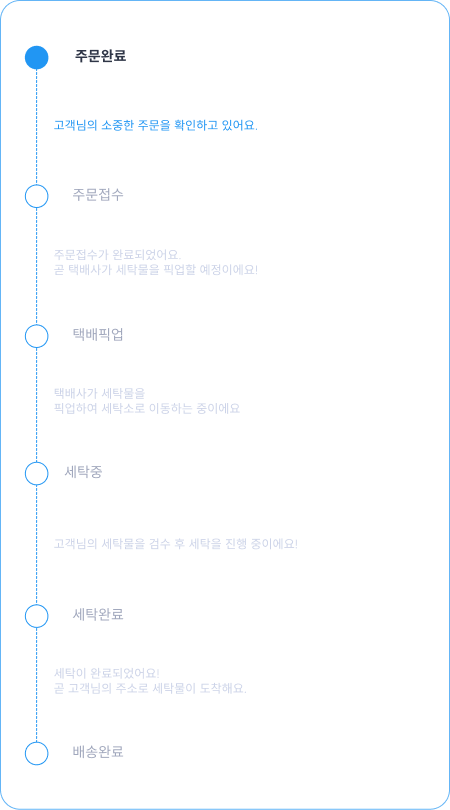 주문완료
고객님의 소중한 주문을 확인하고 있어요.
주문접수
주문접수가 완료되었어요.
곧 택배사가 세탁물을 픽업할 예정이에요!
택배픽업
택배사가 세탁물을
픽업하여 세탁소로 이동하는 중이에요
세탁중
고객님의 세탁물을 검수 후 세탁을 진행 중이에요!
세탁완료
세탁이 완료되었어요!
곧 고객님의 주소로 세탁물이 도착해요.
배송완료